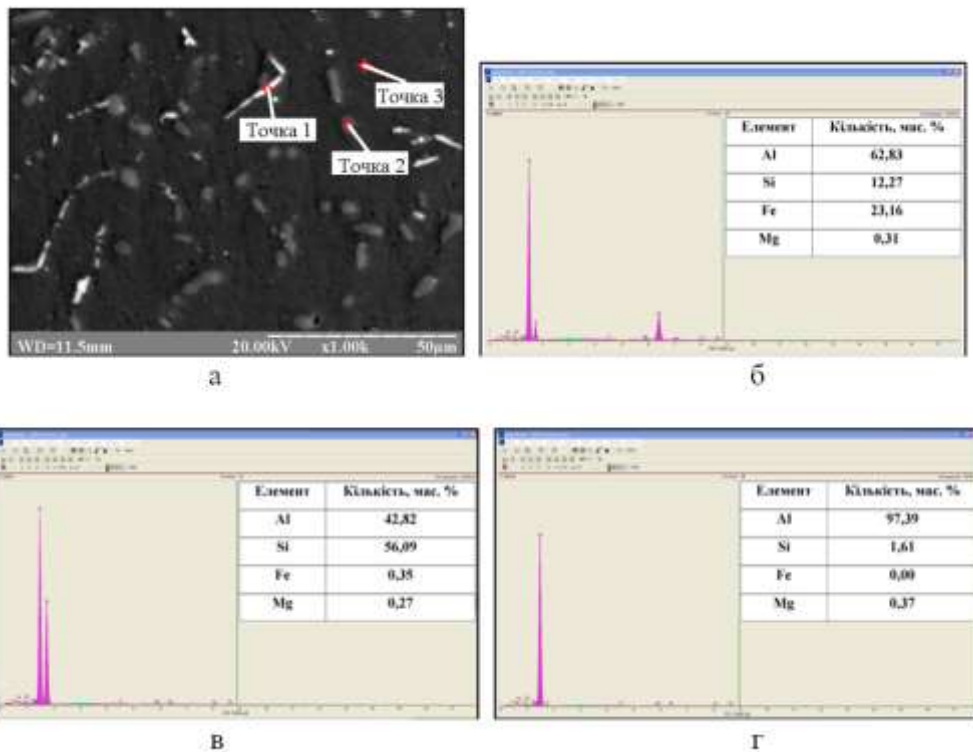 Точка 3
Точка 1
Точка 2
WD=11.5mm 20.00kV x1.00k 50μm
а
Елемент Кількість, мас. %
Al 62,83
Si 12,27
Fe 23,16
Mg 0,31
б
Елемент Кількість, мас. %
Al 42,82
Si 56,09
Fe 0,35
Mg 0,27
в
Елемент Кількість, мас. %
Al 97,39
Si 1,61
Fe 0,00
Mg 0,37
г